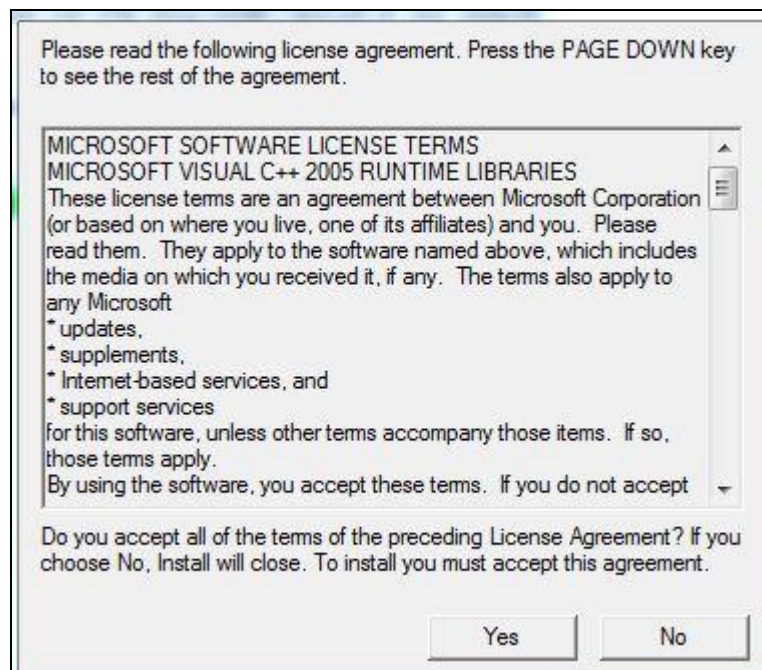 Please read the following license agreement. Press the PAGE DOWN key
to see the rest of the agreement.
MICROSOFT SOFTWARE LICENSE TERMS
MICROSOFT VISUAL C++ 2005 RUNTIME LIBRARIES
These license terms are an agreement between Microsoft Corporation
(or based on where you live, one of its affiliates) and you.  Please
read them.  They apply to the software named above, which includes
the media on which you received it, if any.  The terms also apply to
any Microsoft
* updates,
* supplements,
* Internet-based services, and
* support services
for this software, unless other terms accompany those items.  If so,
those terms apply.
By using the software, you accept these terms.  If you do not accept
Do you accept all of the terms of the preceding License Agreement? If you
choose No, Install will close. To install you must accept this agreement.
Yes No